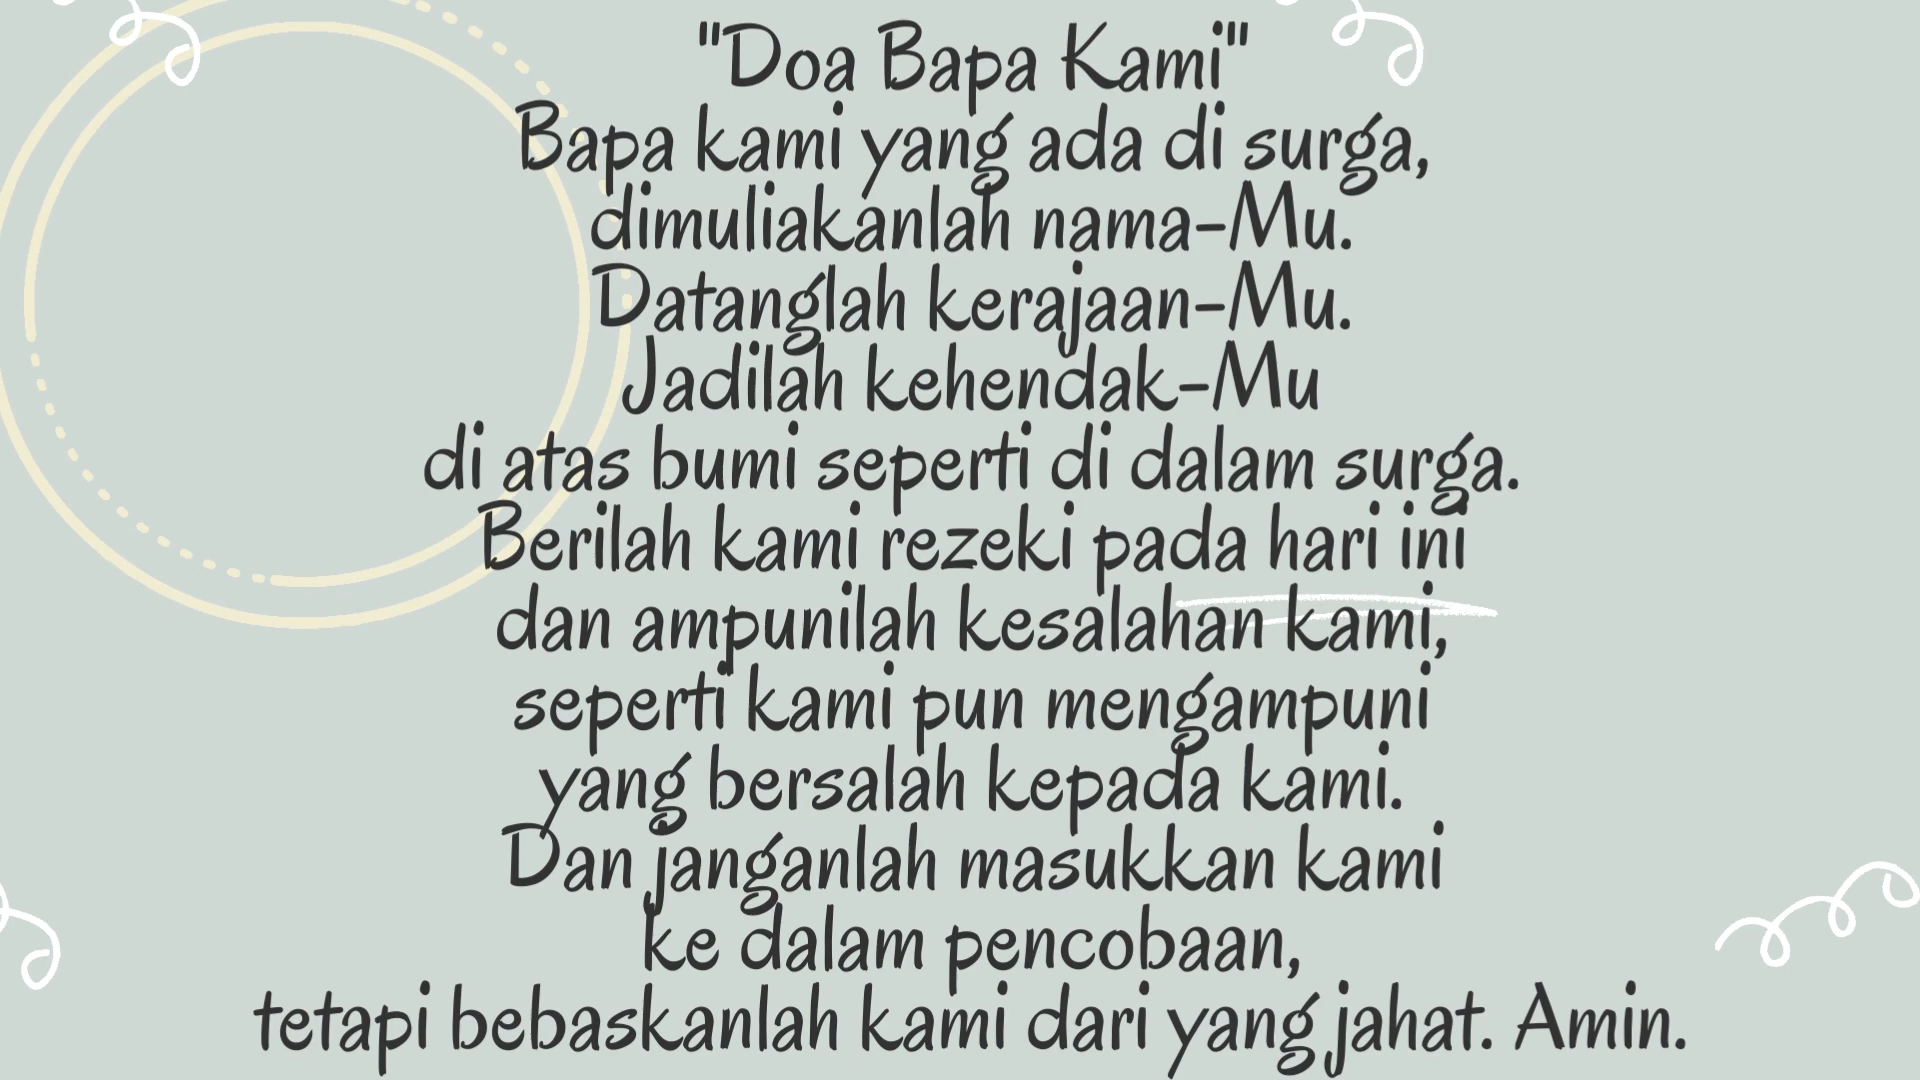 "Doa Bapa Kami"
Bapa kami yang ada di surga,
dimuliakanlah nama-Mu.
Datanglah kerajaan-Mu.
Jadilah kehendak-Mu
di atas bumi seperti di dalam surga.
Berilah kami rezeki pada hari ini
dan ampunilah kesalahan kami,
seperti kami pun mengampuni
yang bersalah kepada kami.
Dan janganlah masukkan kami
ke dalam pencobaan,
tetapi bebaskanlah kami dari yang jahat. Amin.